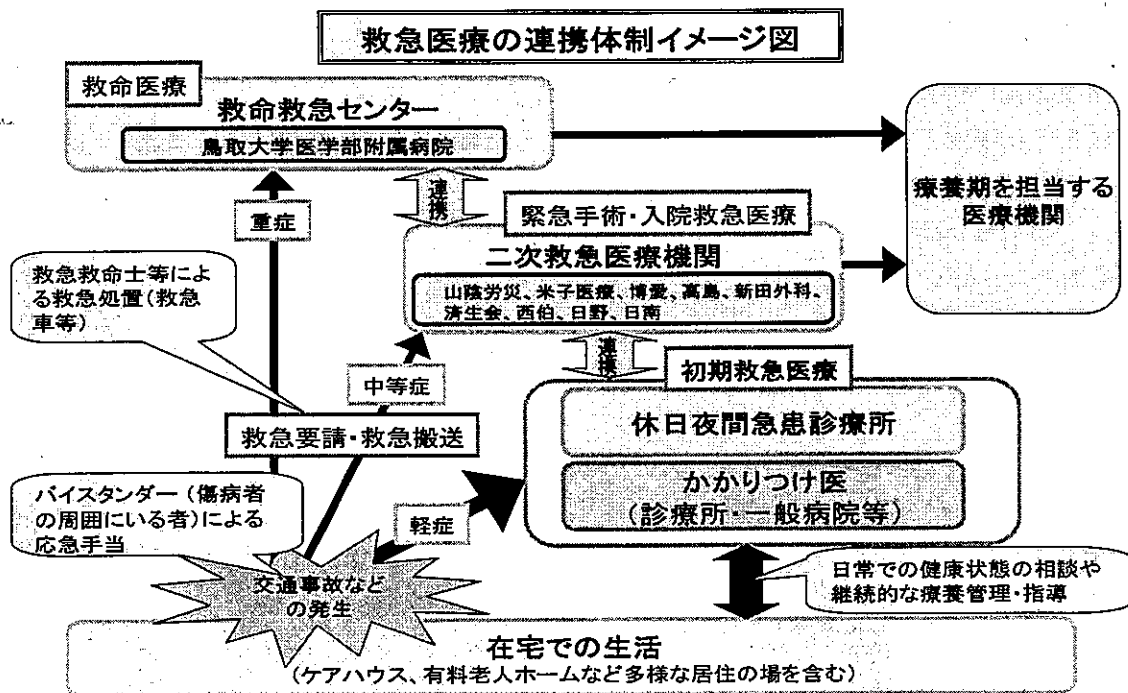 救急医療の連携体制イメージ図
救命医療
救命救急センター
鳥取大学医学部附属病院
連携
重症
緊急手術・入院救急医療
二次救急医療機関
山陰労災、米子医療、博愛、高島、新田外科、
済生会、西伯、日野、日南
療養期を担当する
医療機関
救急救命士等によ
る救急処置(救急
車等)
連携
中等症
初期救急医療
休日夜間急患診療所
かかりつけ医
(診療所・一般病院等)
救急要請・救急搬送
バイスタンダー(傷病者
の周囲にいる者)による
応急手当
軽症
交通事故など
の発生
日常での健康状態の相談や
継続的な療養管理・指導
在宅での生活
(ケアハウス、有料老人ホームなど多様な居住の場を含む)